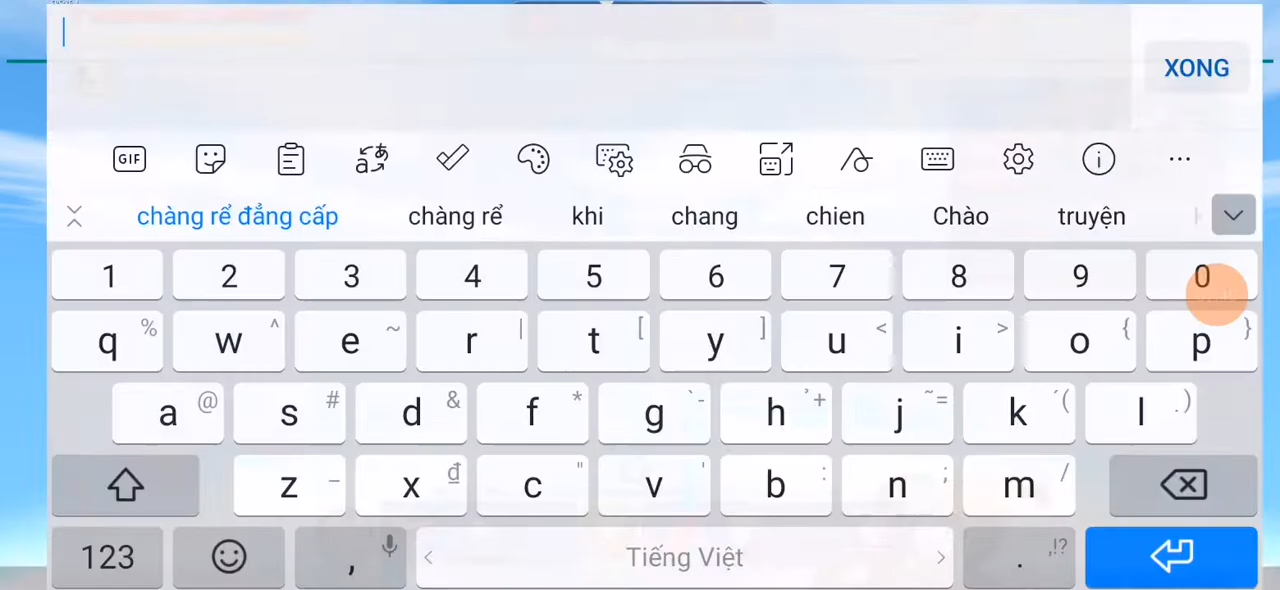 XONG
GIF
chàng rể đẳng cấp chàng rể khi chang chien Chào truyện
1 2 3 4 5 6 7 8 9 0
q % w ^ e ~ r | t [ y ] u < i > o { p }
a @ s # d & f * g ` - h ̉ + j ~ = k ´ ( l . )
z _ x ₫ c " v ' b : n ; m /
123 , < Tiếng Việt > . ,!?